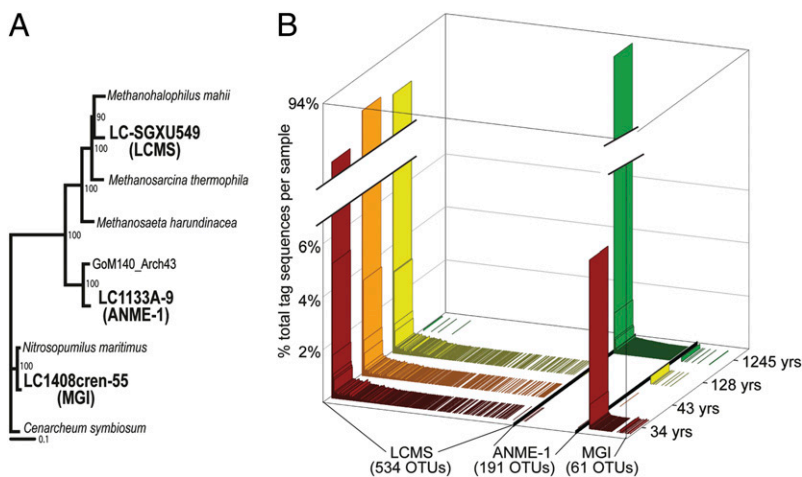 A
Methanohalophilus mahii
90
LC-SGXU549
(LCMS)
100
Methanosarcina thermophila
100
Methanosaeta harundinacea
100
GoM140_Arch43
100
LC1133A-9
(ANME-1)
Nitrosopumilus maritimus
100
LC1408cren-55
(MGI)
Cenarcheum symbiosum
0.1
B
% total tag sequences per sample
94%
6%
4%
2%
1245 yrs
128 yrs
43 yrs
34 yrs
LCMS
(534 OTUs)
ANME-1
(191 OTUs)
MGI
(61 OTUs)